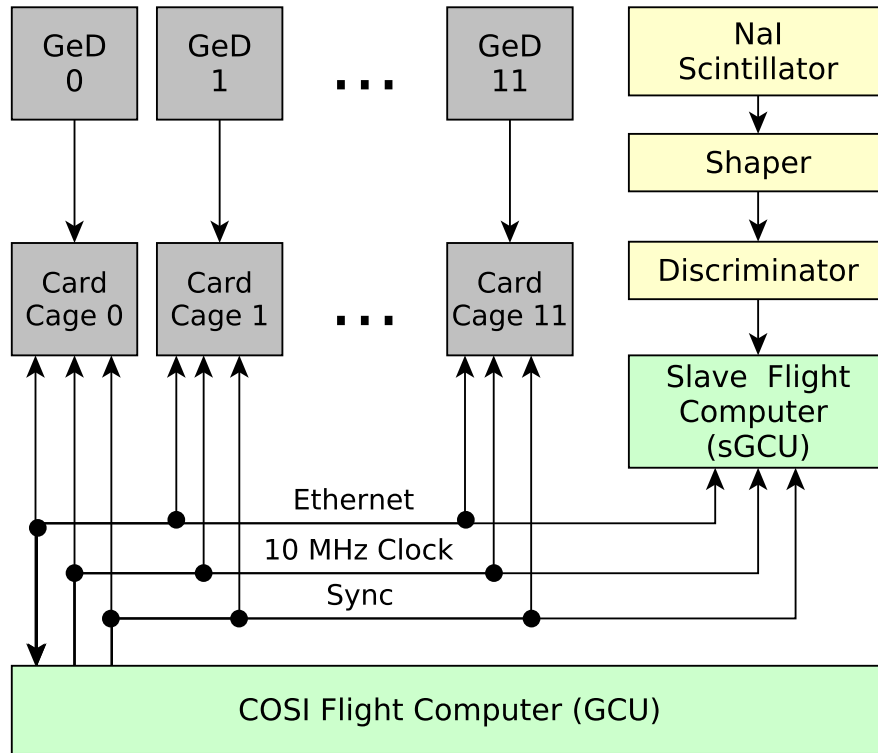 GeD
0
GeD
1
...
GeD
11
NaI
Scintillator
Shaper
Discriminator
Card
Cage 0
Card
Cage 1
...
Card
Cage 11
Slave Flight
Computer
(sGCU)
Ethernet
10 MHz Clock
Sync
COSI Flight Computer (GCU)